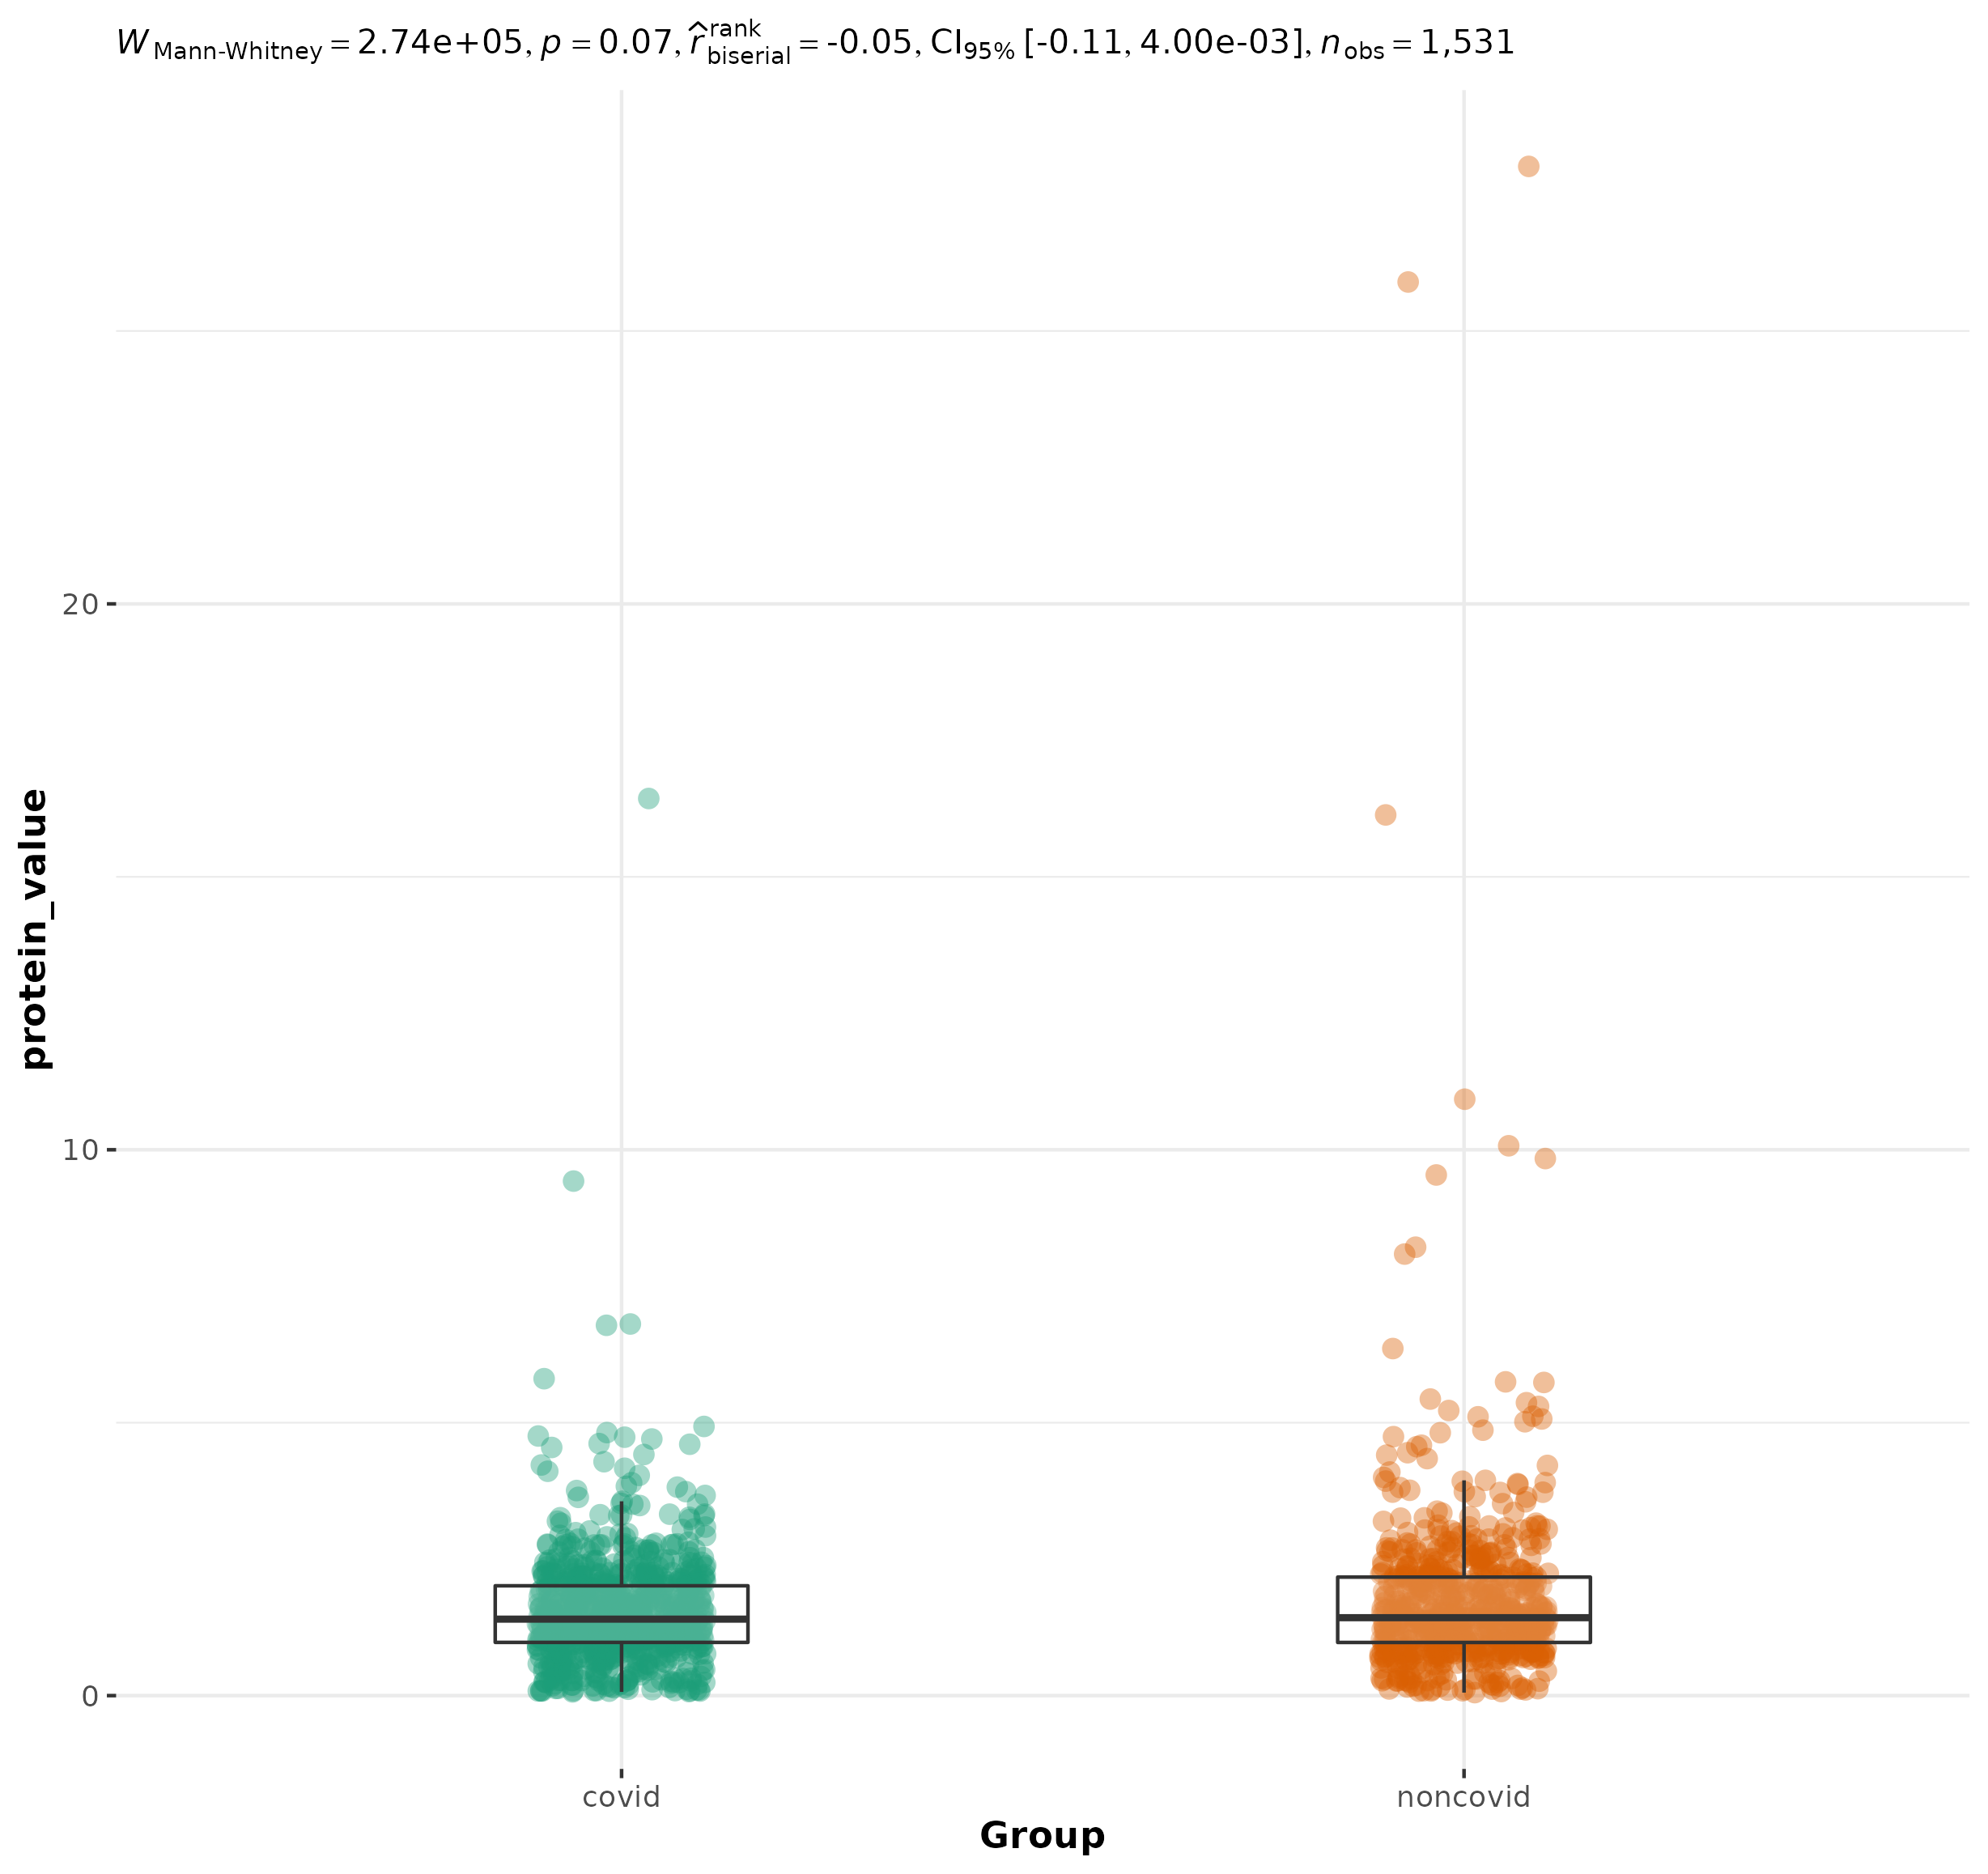 W Mann-Whitney = 2.74e+05, p = 0.07, r̂ rank biserial = -0.05, CI95% [-0.11, 4.00e-03], nobs = 1,531
protein_value
20
10
0
covid noncovid
Group